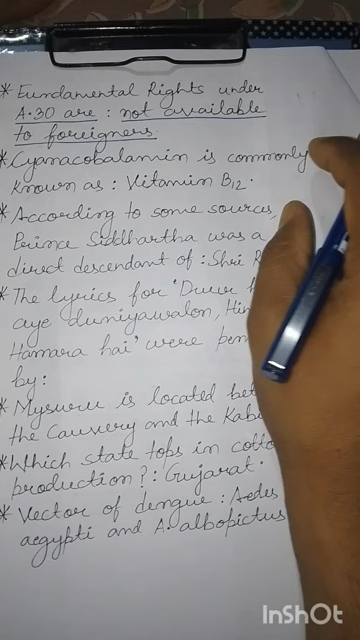 * Fundamental Rights under
A.30 are: not available
to foreigners.
* Cyanacobalamin is commonly
known as: Vitamin B12.
* According to some sources,
Prince Siddhartha was a
direct descendant of: Shri
* The lyrics for 'Duur
aye duniyawalon,
Hamara hai' were
by:
* Mysuru is located
the Cauvery and the
* Which state tops in
production?: Gujarat.
* Vector of dengue: Aedes
aegypti and A. albopictus
InShOt